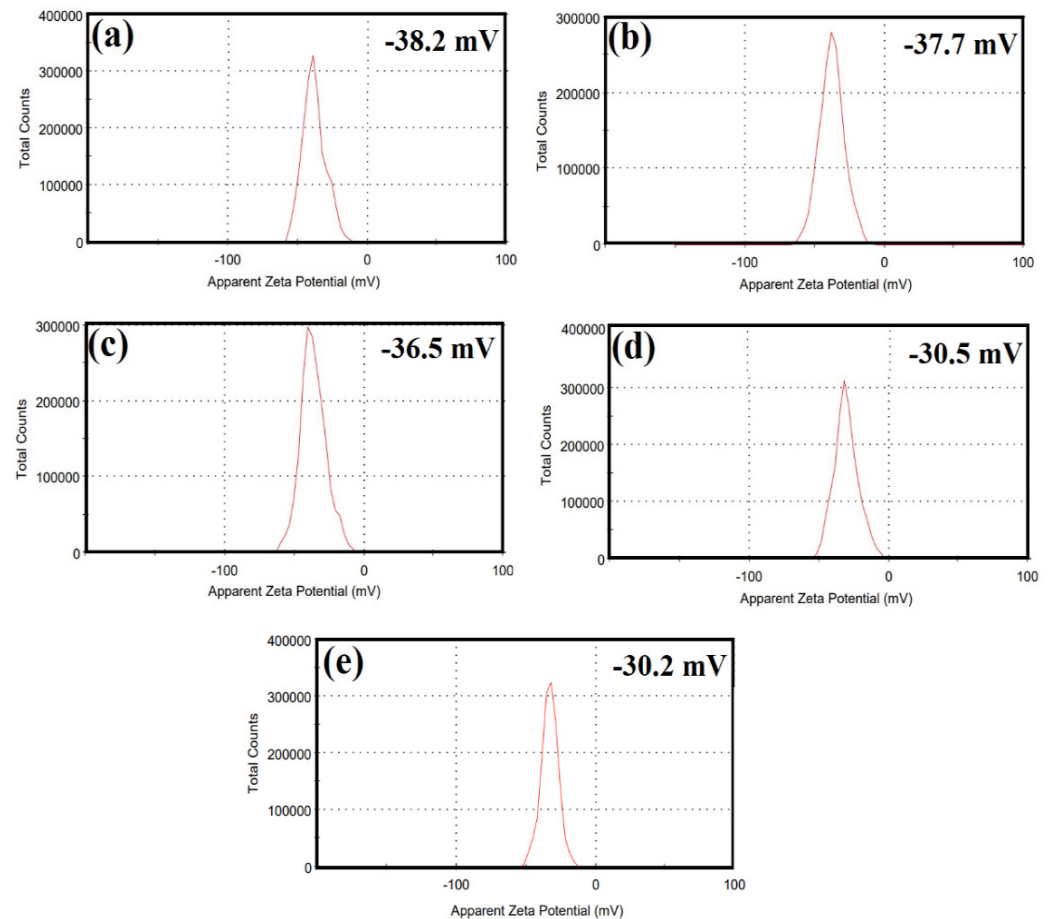 (a)
-38.2 mV
400000
300000
200000
100000
0
Total Counts
-100
0
100
Apparent Zeta Potential (mV)
(b)
-37.7 mV
300000
200000
100000
0
Total Counts
-100
0
100
Apparent Zeta Potential (mV)
(c)
-36.5 mV
300000
200000
100000
0
Total Counts
-100
0
100
Apparent Zeta Potential (mV)
(d)
-30.5 mV
400000
300000
200000
100000
0
Total Counts
-100
0
100
Apparent Zeta Potential (mV)
(e)
-30.2 mV
400000
300000
200000
100000
0
Total Counts
-100
0
100
Apparent Zeta Potential (mV)